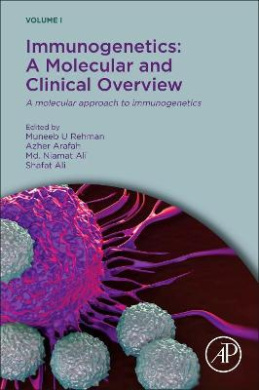 VOLUME I
Immunogenetics:
A Molecular and
Clinical Overview
A molecular approach to immunogenetics
Edited by
Muneeb U Rehman
Azher Arafah
Md. Niamat Ali
Shafat Ali
AP